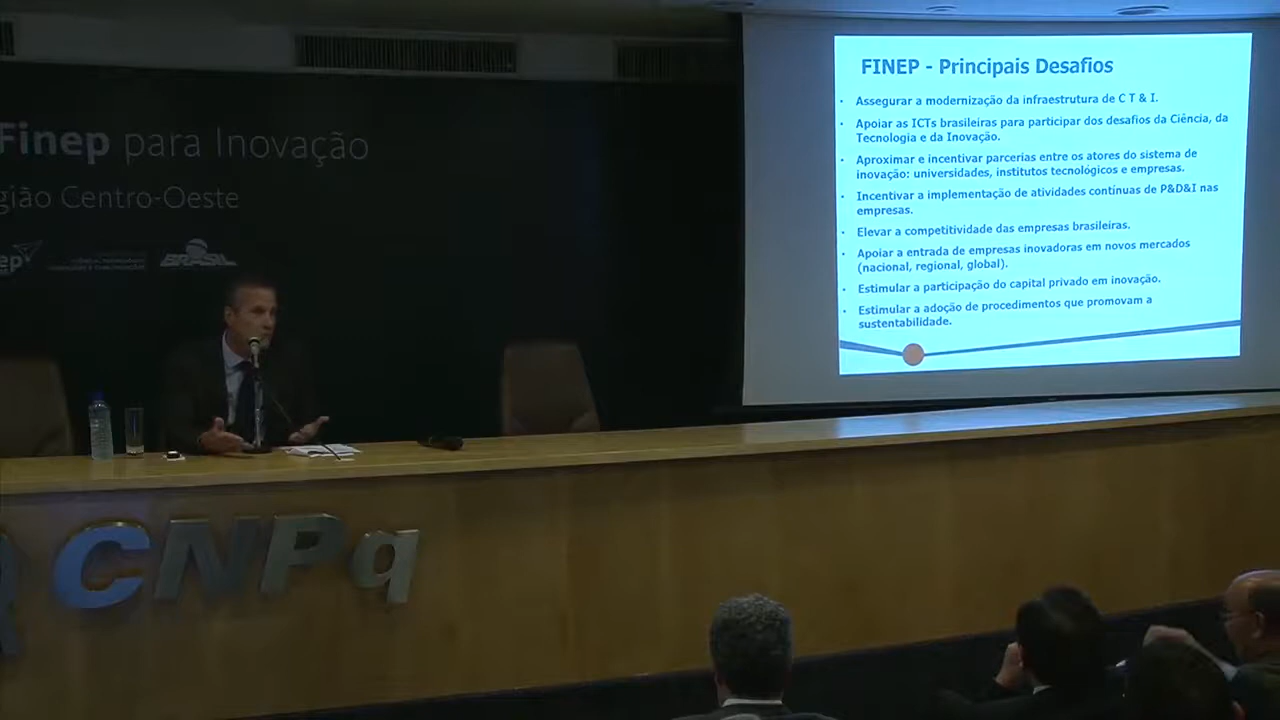 Finep para Inovação
gião Centro-Oeste
ep
BRASIL
CNPq
FINEP - Principais Desafios
• Assegurar a modernização da infraestrutura de C T & I.
• Apoiar as ICTs brasileiras para participar dos desafios da Ciência, da
Tecnologia e da Inovação.
• Aproximar e incentivar parcerias entre os atores do sistema de
inovação: universidades, institutos tecnológicos e empresas.
• Incentivar a implementação de atividades contínuas de P&D&I nas
empresas.
• Elevar a competitividade das empresas brasileiras.
• Apoiar a entrada de empresas inovadoras em novos mercados
(nacional, regional, global).
• Estimular a participação do capital privado em inovação.
• Estimular a adoção de procedimentos que promovam a
sustentabilidade.